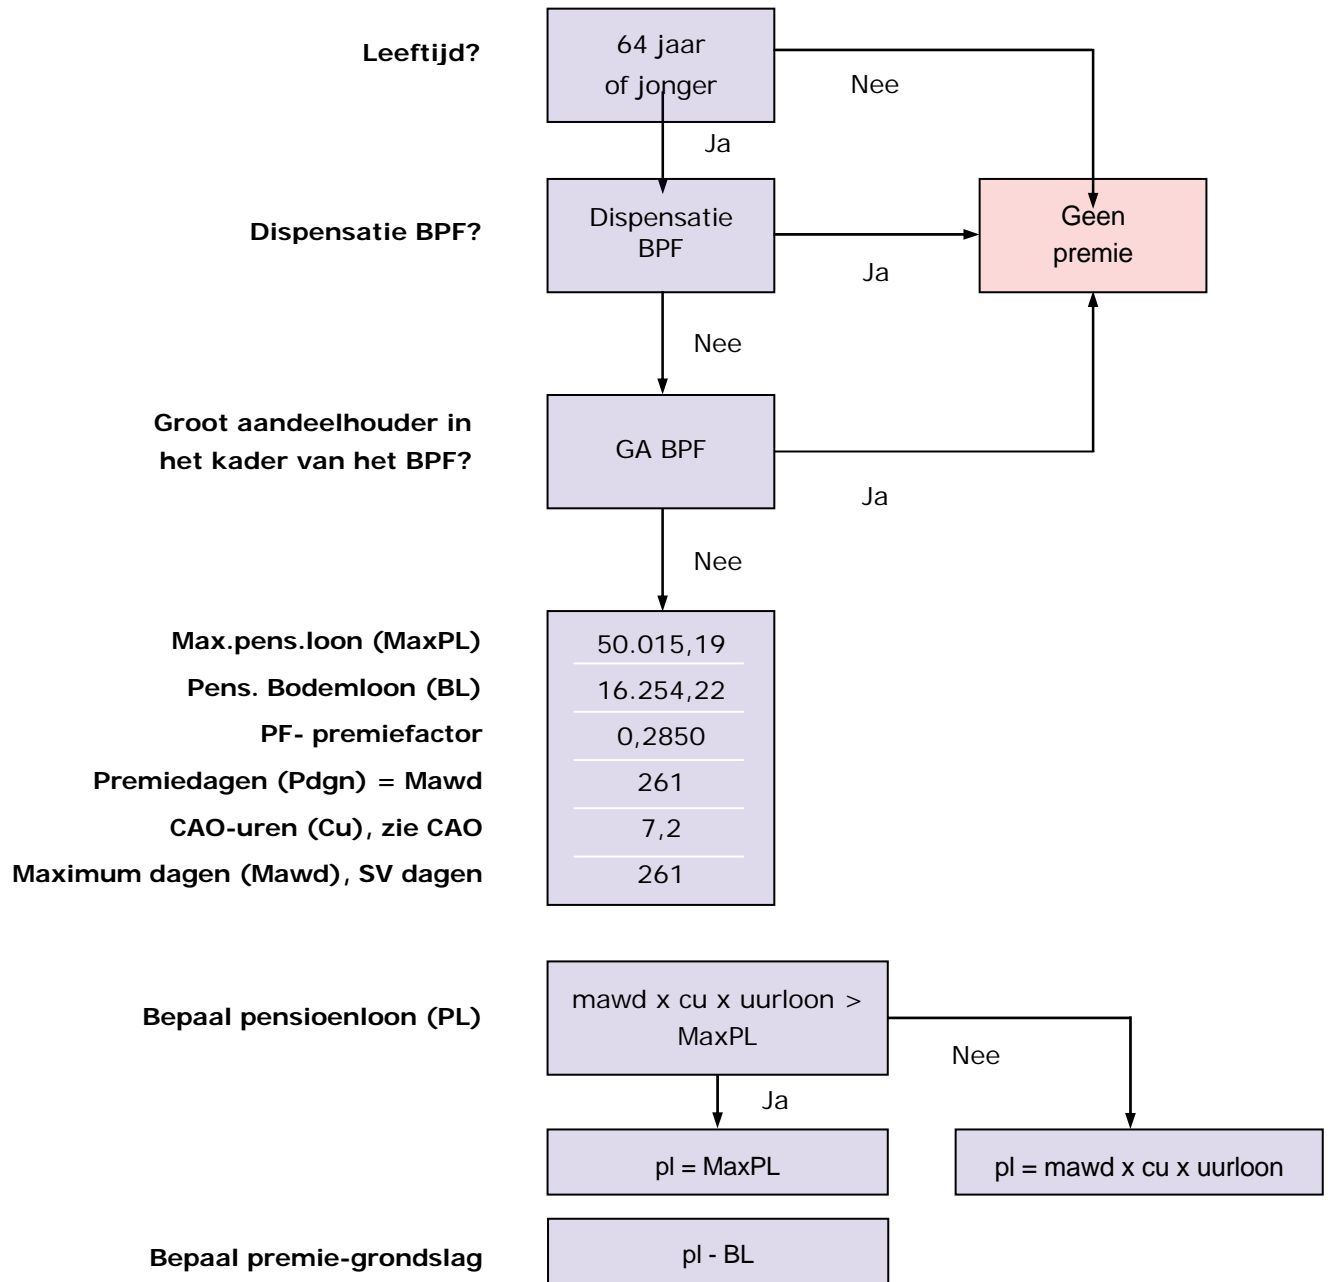 Leeftijd?
64 jaar
of jonger
Nee
Ja
Dispensatie BPF?
Dispensatie
BPF
Ja
Geen
premie
Nee
Groot aandeelhouder in
het kader van het BPF?
GA BPF
Ja
Nee
Max.pens.loon (MaxPL)
50.015,19
Pens. Bodemloon (BL)
16.254,22
PF- premiefactor
0,2850
Premiedagen (Pdgn) = Mawd
261
CAO-uren (Cu), zie CAO
7,2
Maximum dagen (Mawd), SV dagen
261
Bepaal pensioenloon (PL)
mawd x cu x uurloon >
MaxPL
Nee
Ja
pl = MaxPL
pl = mawd x cu x uurloon
Bepaal premie-grondslag
pl - BL